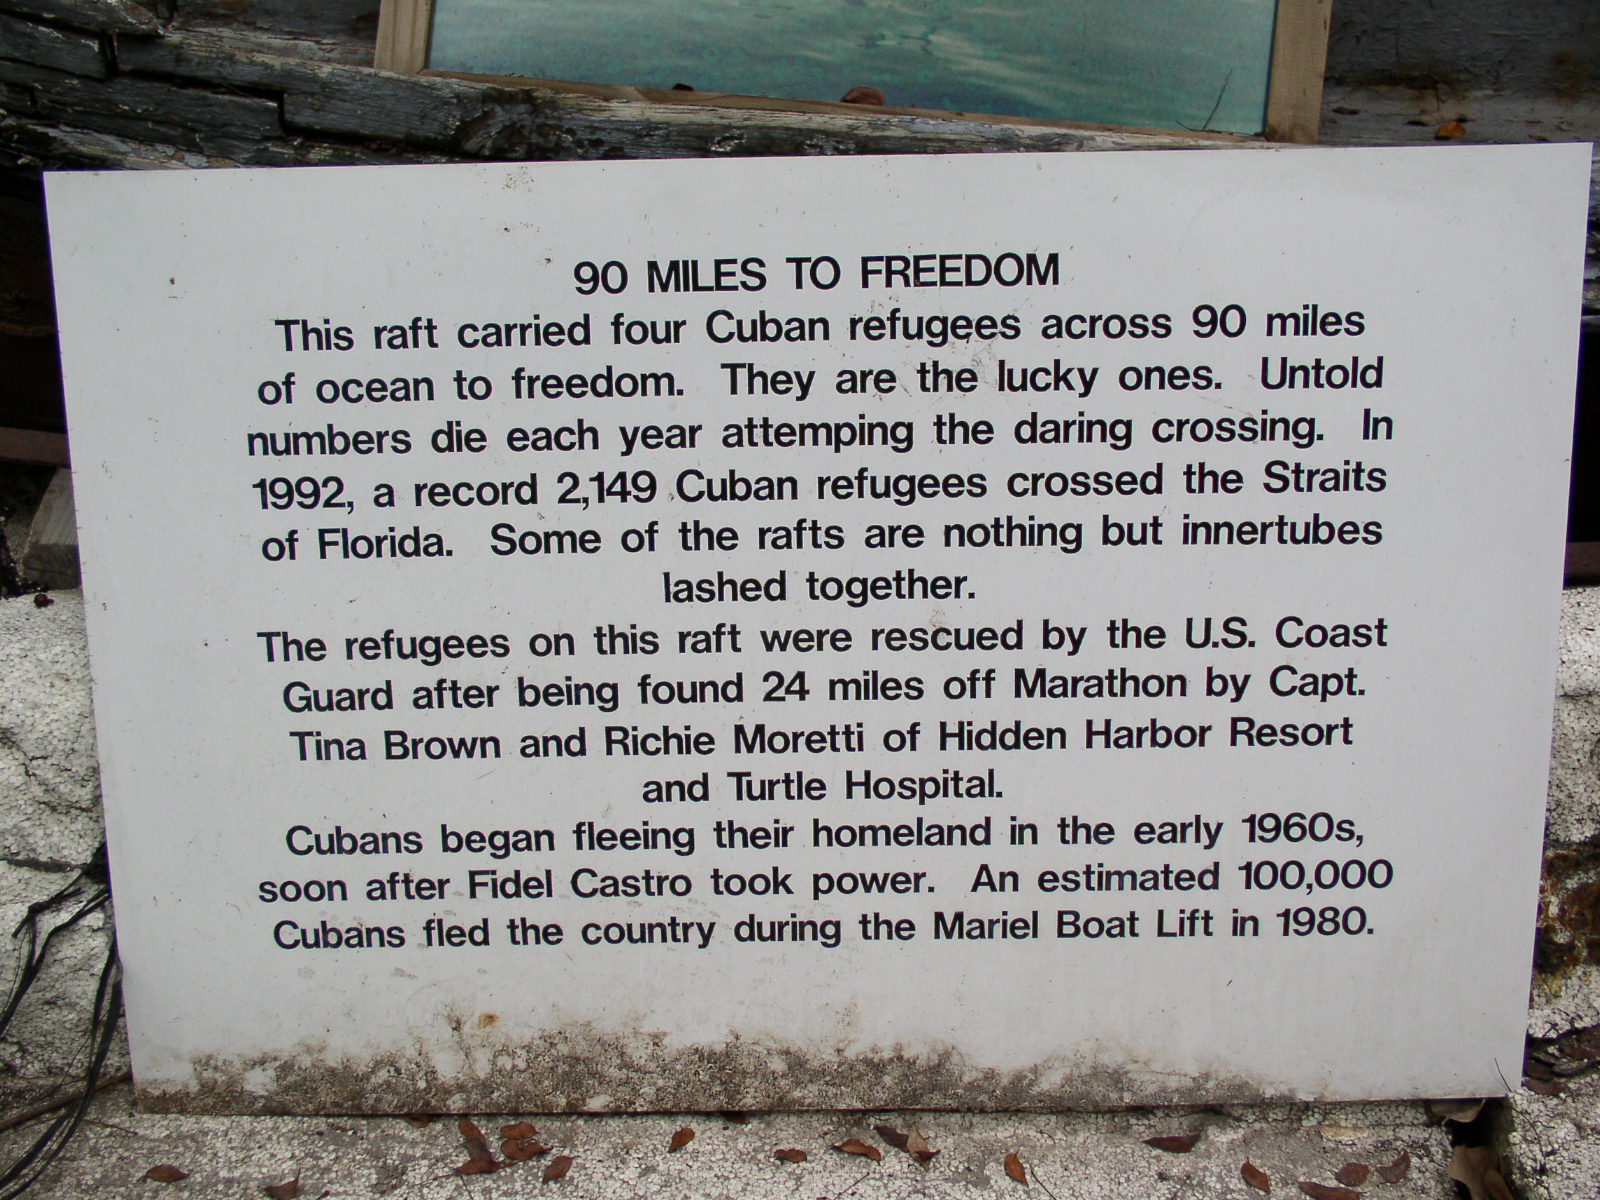 90 MILES TO FREEDOM
This raft carried four Cuban refugees across 90 miles
of ocean to freedom. They are the lucky ones. Untold
numbers die each year attemping the daring crossing. In
1992, a record 2,149 Cuban refugees crossed the Straits
of Florida. Some of the rafts are nothing but innertubes
lashed together.
The refugees on this raft were rescued by the U.S. Coast
Guard after being found 24 miles off Marathon by Capt.
Tina Brown and Richie Moretti of Hidden Harbor Resort
and Turtle Hospital.
Cubans began fleeing their homeland in the early 1960s,
soon after Fidel Castro took power. An estimated 100,000
Cubans fled the country during the Mariel Boat Lift in 1980.